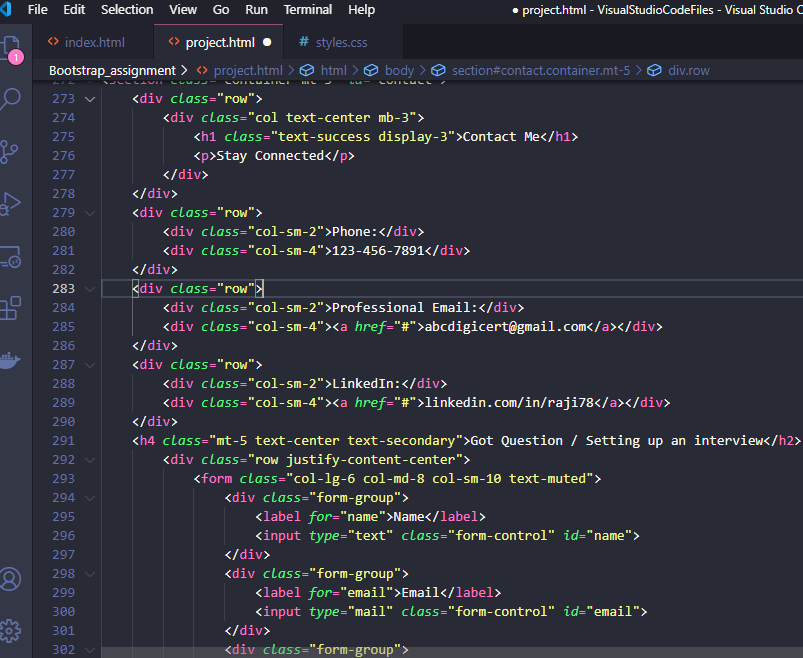 File Edit Selection View Go Run Terminal Help ● project.html - VisualStudioCodeFiles - Visual Studio C
<> index.html <> project.html ● # styles.css
1
Bootstrap_assignment > <> project.html > html > body > section#contact.container.mt-5 > div.row
272 <section class="container mt-5" id="contact">
273 <div class="row">
274 <div class="col text-center mb-3">
275 <h1 class="text-success display-3">Contact Me</h1>
276 <p>Stay Connected</p>
277 </div>
278 </div>
279 <div class="row">
280 <div class="col-sm-2">Phone:</div>
281 <div class="col-sm-4">123-456-7891</div>
282 </div>
283 <div class="row">
284 <div class="col-sm-2">Professional Email:</div>
285 <div class="col-sm-4"><a href="#">abcdigicert@gmail.com</a></div>
286 </div>
287 <div class="row">
288 <div class="col-sm-2">LinkedIn:</div>
289 <div class="col-sm-4"><a href="#">linkedin.com/in/raji78</a></div>
290 </div>
291 <h4 class="mt-5 text-center text-secondary">Got Question / Setting up an interview</h2>
292 <div class="row justify-content-center">
293 <form class="col-lg-6 col-md-8 col-sm-10 text-muted">
294 <div class="form-group">
295 <label for="name">Name</label>
296 <input type="text" class="form-control" id="name">
297 </div>
298 <div class="form-group">
299 <label for="email">Email</label>
300 <input type="mail" class="form-control" id="email">
301 </div>
302 <div class="form-group">